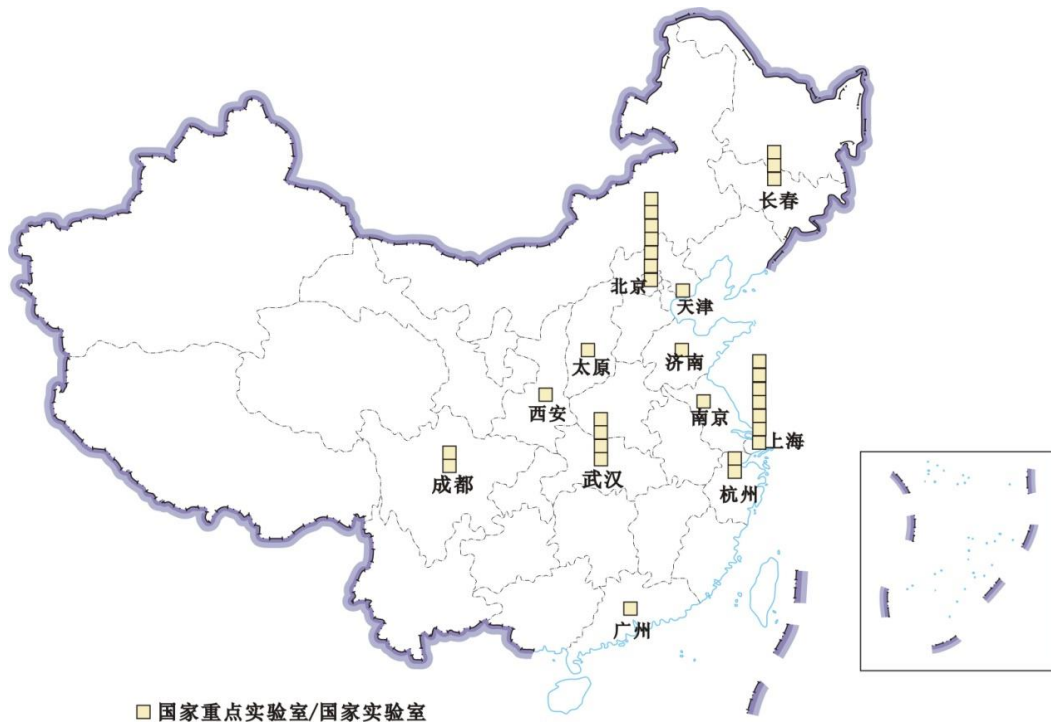 长春
北京
天津
太原
济南
西安
南京
上海
成都
武汉
杭州
广州
国家重点实验室/国家实验室